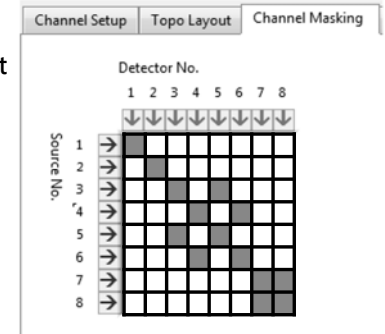 Channel Setup Topo Layout Channel Masking
t
Detector No.
1 2 3 4 5 6 7 8
Source No.
1
2
3
4
5
6
7
8